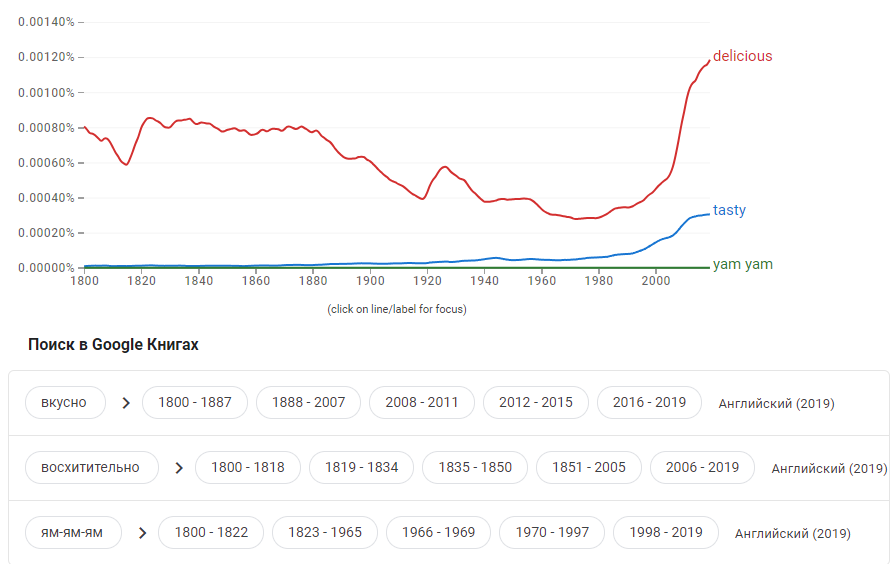 0.00140%
0.00120%
delicious
0.00100%
0.00080%
0.00060%
0.00040%
tasty
0.00020%
0.00000%
yam yam
1800 1820 1840 1860 1880 1900 1920 1940 1960 1980 2000
(click on line/label for focus)
Поиск в Google Книгах
вкусно 1800 - 1887 1888 - 2007 2008 - 2011 2012 - 2015 2016 - 2019 Английский (2019)
восхитительно 1800 - 1818 1819 - 1834 1835 - 1850 1851 - 2005 2006 - 2019 Английский (2019)
ям-ям-ям 1800 - 1822 1823 - 1965 1966 - 1969 1970 - 1997 1998 - 2019 Английский (2019)